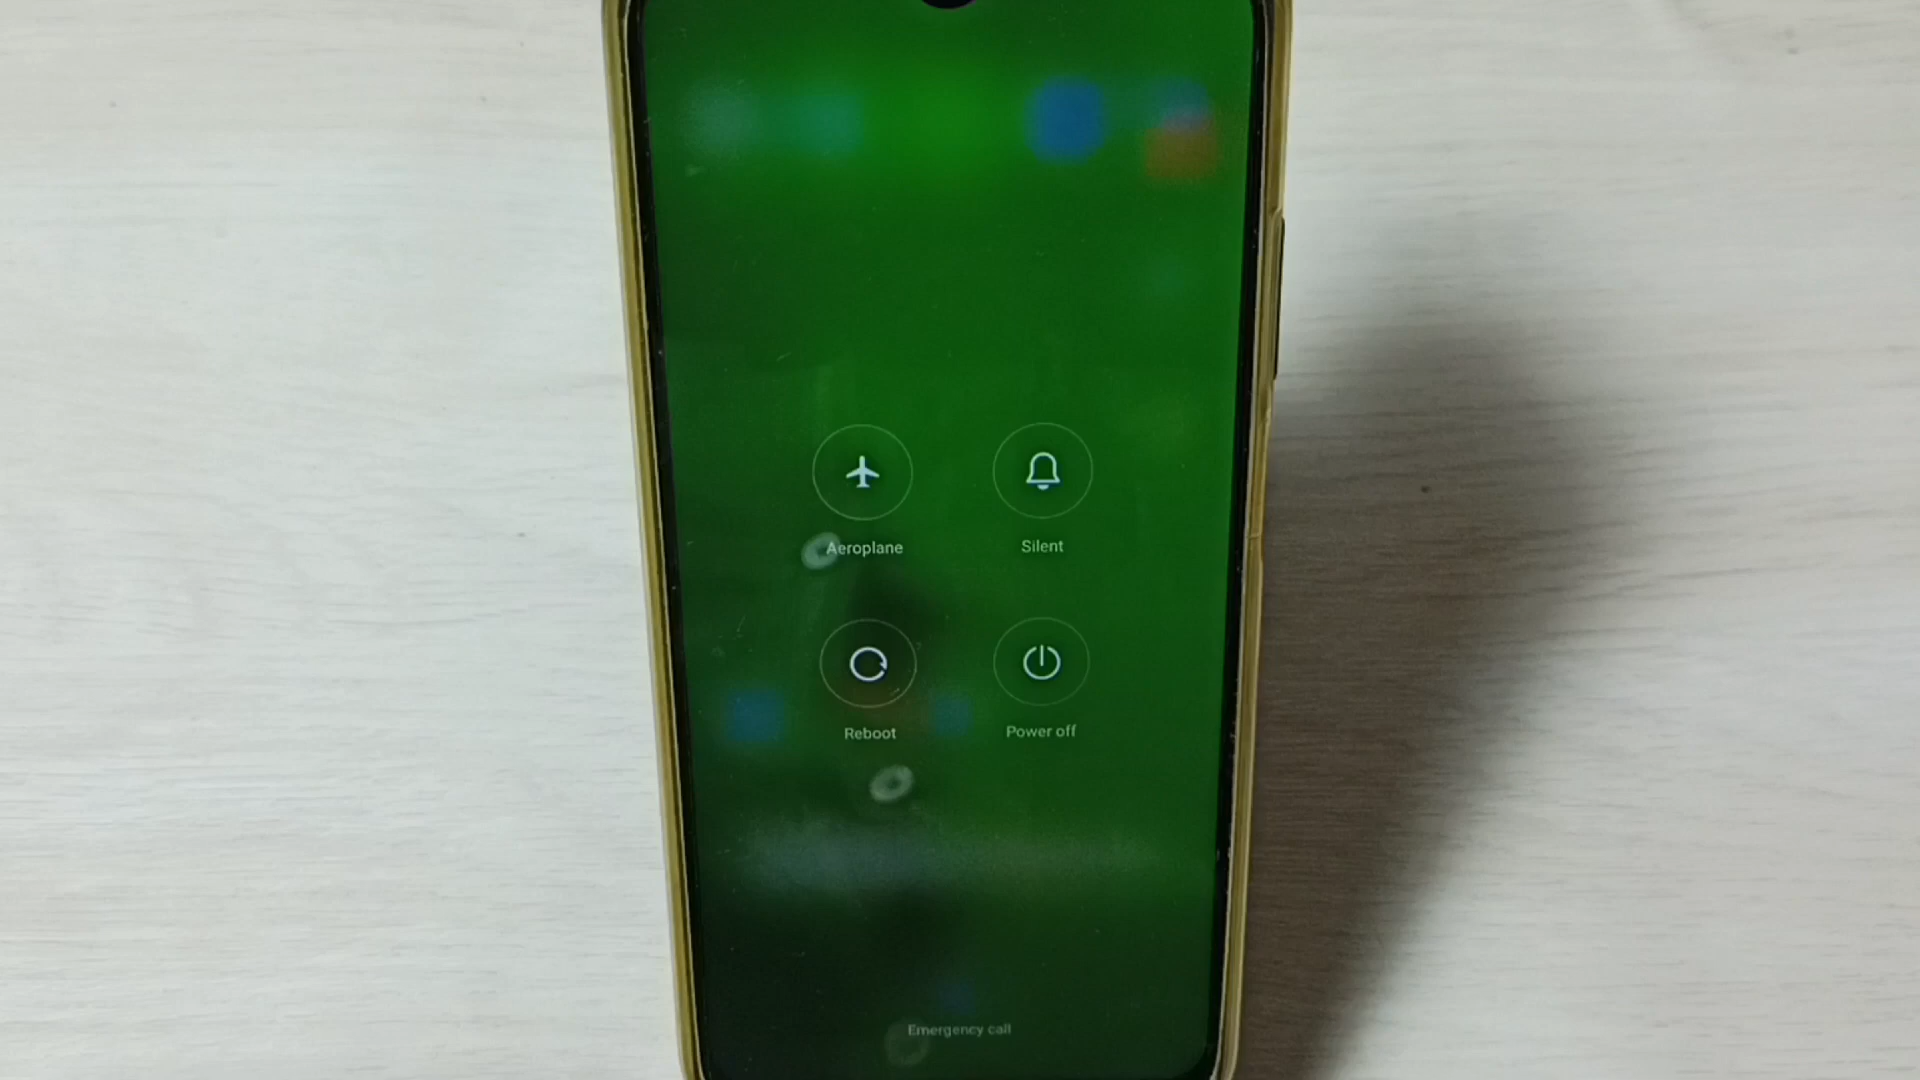 Aeroplane
Silent
Reboot
Power off
Emergency call